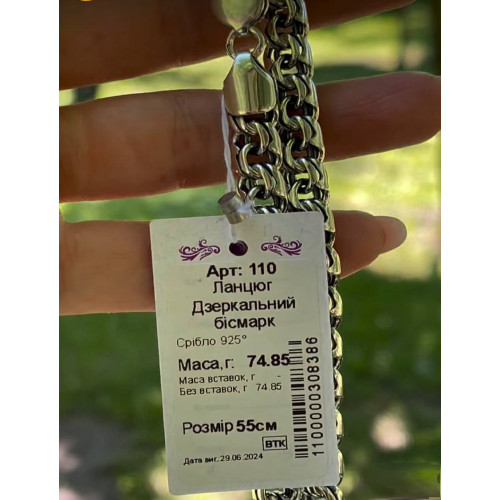 Арт: 110
Ланцюг
Дзеркальний
бісмарк
Срібло 925°
Маса,г: 74.85
Маса вставок, г -
Без вставок, г 74.85
Розмір 55см
ВТК
Дата виг. 29.06.2024
1100000308386